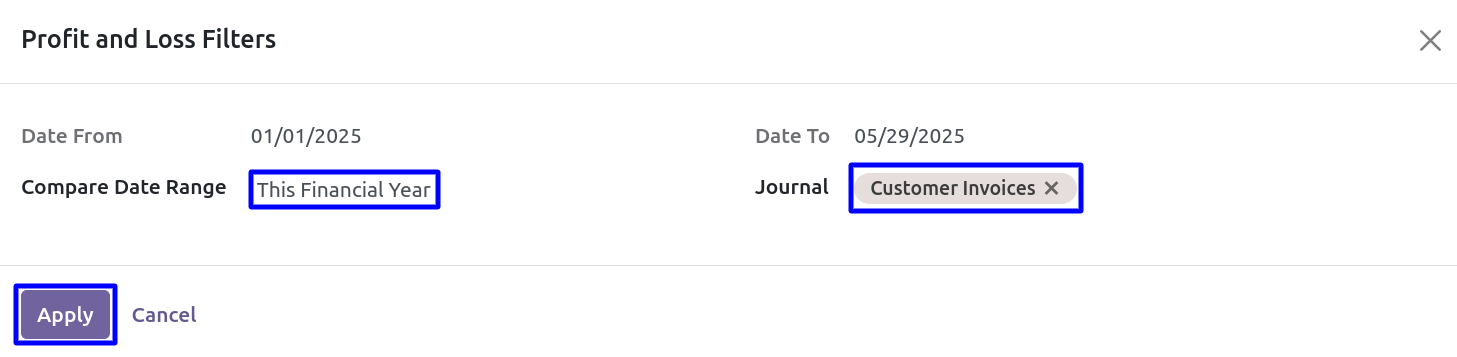 Profit and Loss Filters
Date From 01/01/2025 Date To 05/29/2025
Compare Date Range This Financial Year Journal Customer Invoices
Apply Cancel